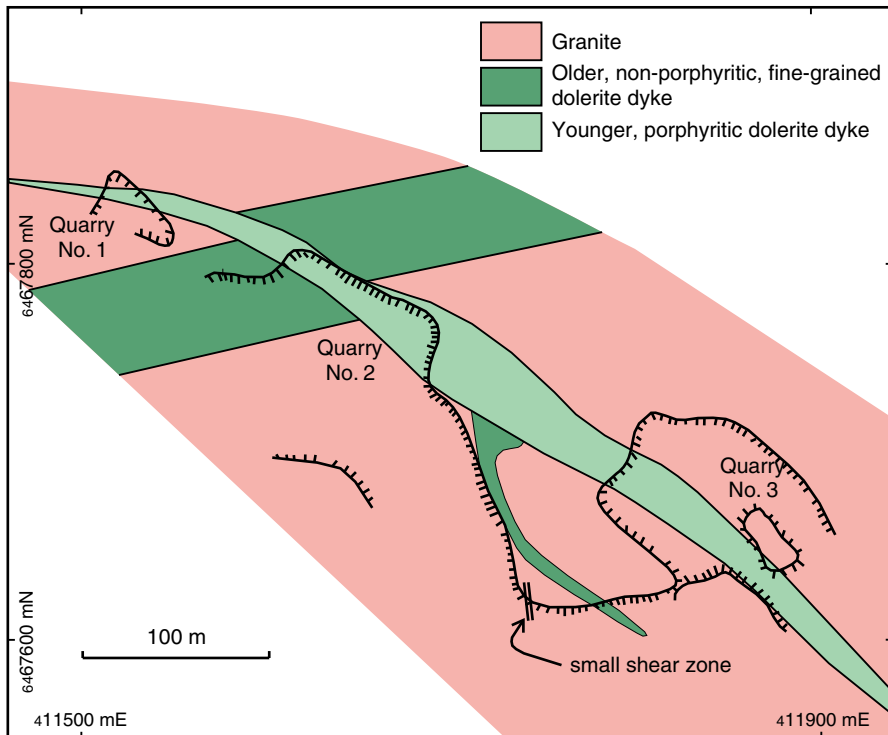 Granite
Older, non-porphyritic, fine-grained
dolerite dyke
Younger, porphyritic dolerite dyke
Quarry
No. 1
6467800 mN
Quarry
No. 2
Quarry
No. 3
6467600 mN
100 m
small shear zone
411500 mE
411900 mE